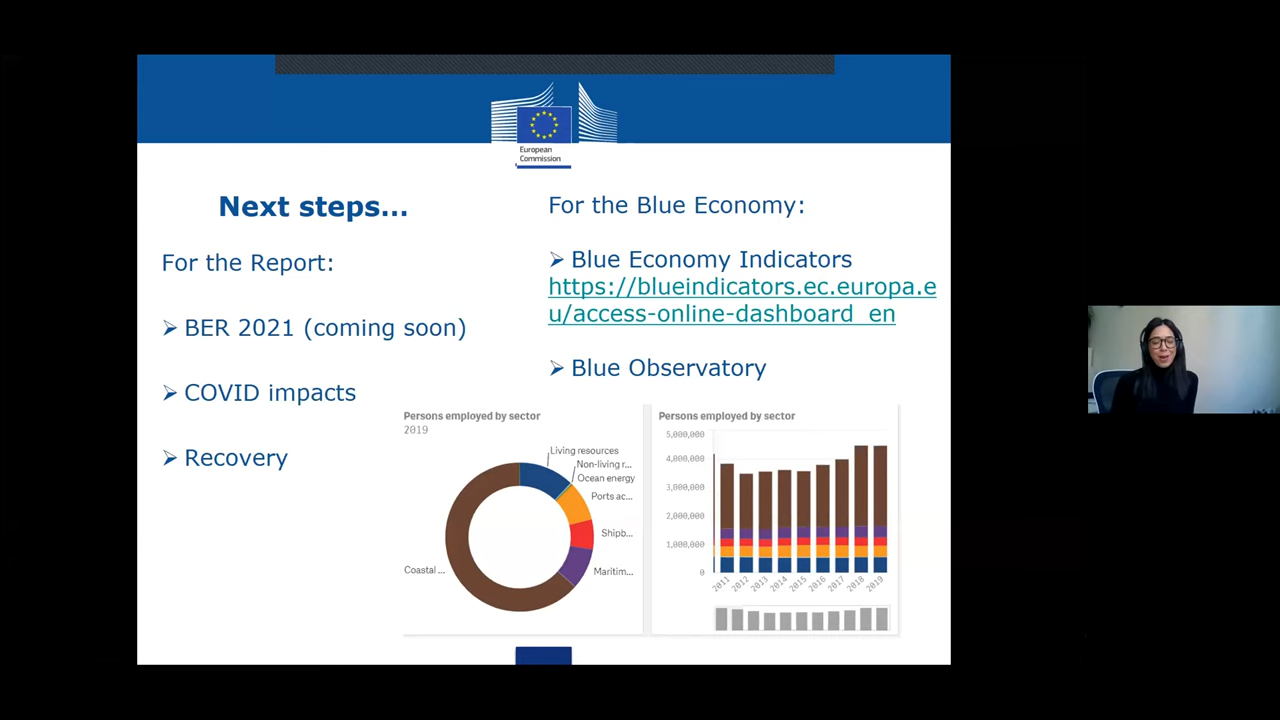 European
Commission
Next steps...
For the Report:
➢ BER 2021 (coming soon)
➢ COVID impacts
➢ Recovery
For the Blue Economy:
➢ Blue Economy Indicators
https://blueindicators.ec.europa.e
u/access-online-dashboard_en
➢ Blue Observatory
Persons employed by sector
2019
Living resources
Non-living r...
Ocean energy
Ports ac...
Shipb...
Maritim...
Coastal ...
Persons employed by sector
5,000,000
4,000,000
3,000,000
2,000,000
1,000,000
0
2011 2012 2013 2014 2015 2016 2017 2018 2019